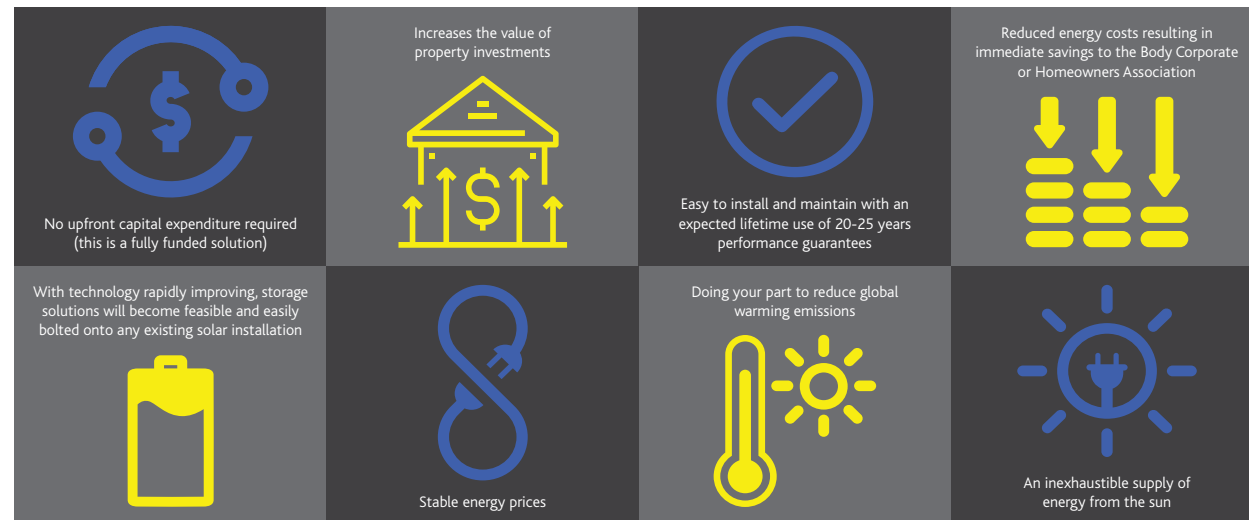 No upfront capital expenditure required
(this is a fully funded solution)
Increases the value of
property investments
Easy to install and maintain with an
expected lifetime use of 20-25 years
performance guarantees
Reduced energy costs resulting in
immediate savings to the Body Corporate
or Homeowners Association
With technology rapidly improving, storage
solutions will become feasible and easily
bolted onto any existing solar installation
Stable energy prices
Doing your part to reduce global
warming emissions
An inexhaustible supply of
energy from the sun